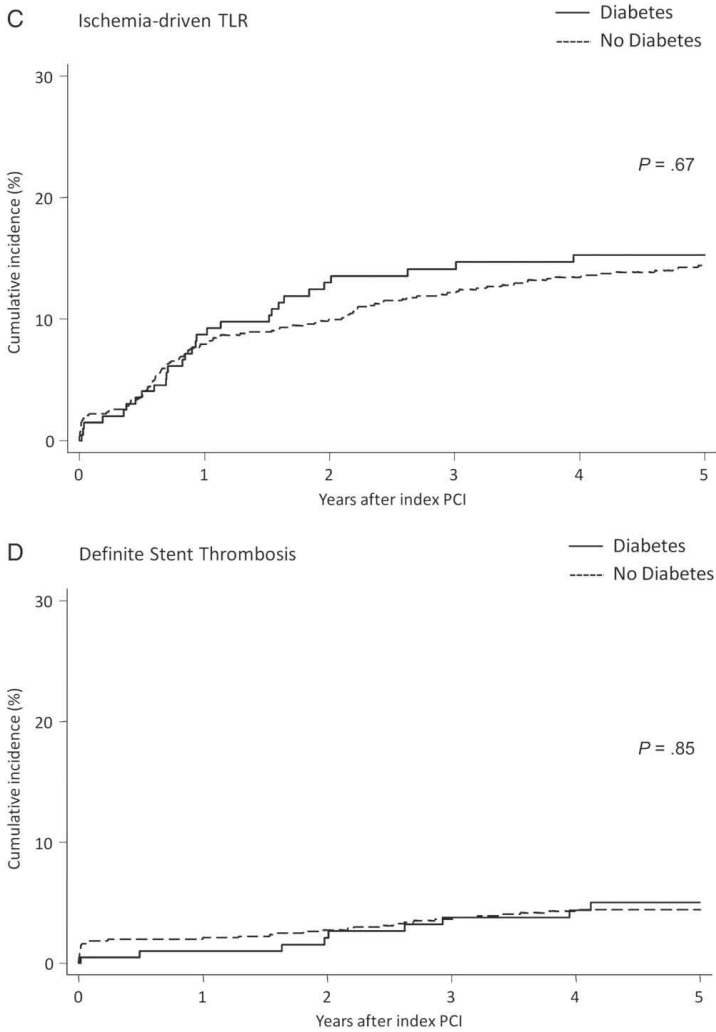 C Ischemia-driven TLR
Diabetes
No Diabetes
30
20
10
0
Cumulative incidence (%)
P = .67
0 1 2 3 4 5
Years after index PCI
D Definite Stent Thrombosis
Diabetes
No Diabetes
30
20
10
0
Cumulative incidence (%)
P = .85
0 1 2 3 4 5
Years after index PCI